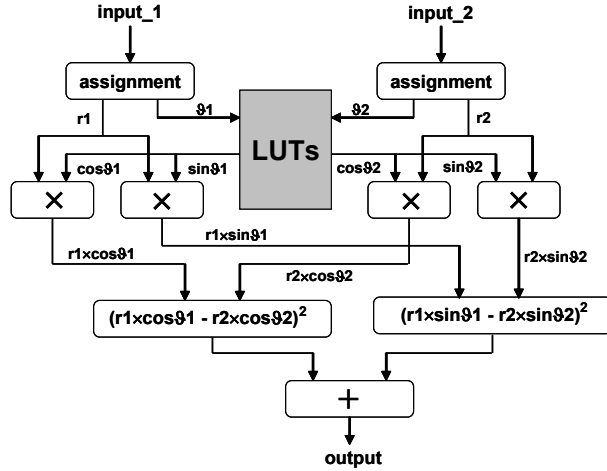 input_1
input_2
assignment
assignment
ϑ1
ϑ2
r1
r2
LUTs
cosϑ1
sinϑ1
cosϑ2
sinϑ2
×
×
×
×
r1×sinϑ1
r1×cosϑ1
r2×cosϑ2
r2×sinϑ2
(r1×cosϑ1 - r2×cosϑ2)²
(r1×sinϑ1 - r2×sinϑ2)²
+
output